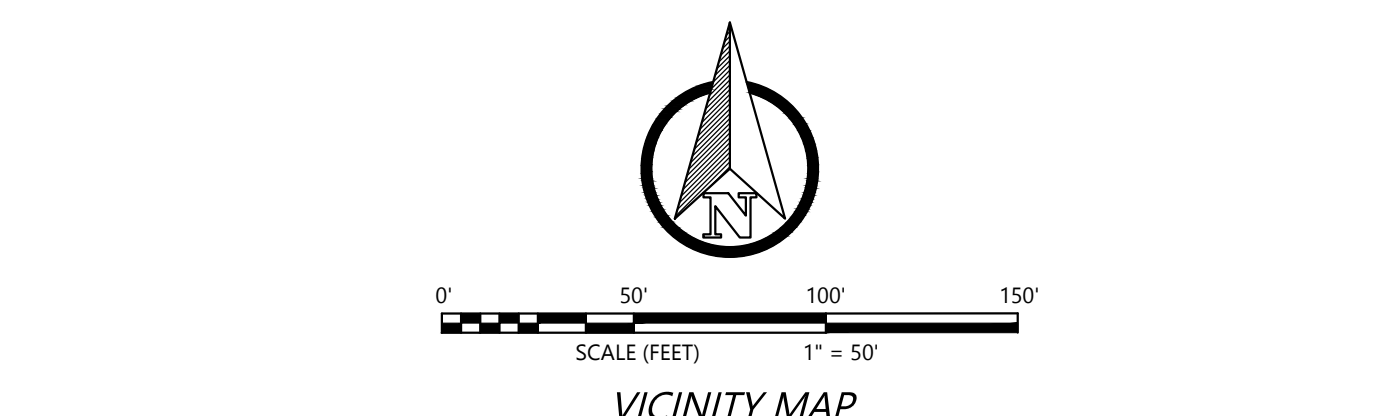 N
0' 50' 100' 150'
SCALE (FEET) 1" = 50'
VICINITY MAP